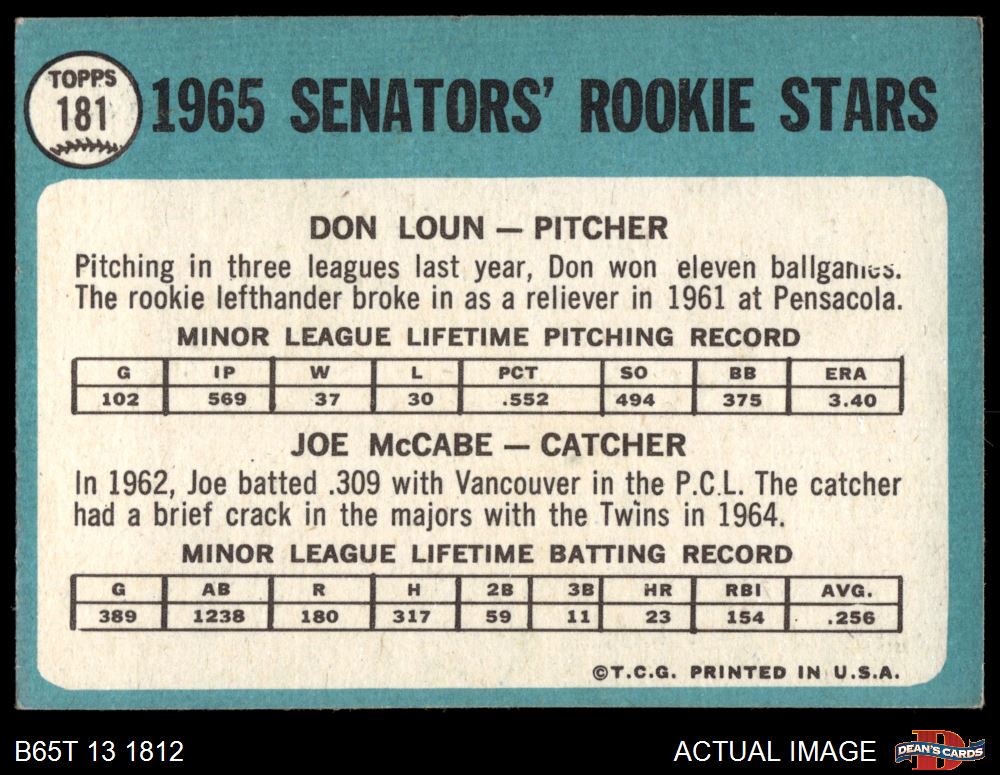 TOPPS
181
1965 SENATORS' ROOKIE STARS
DON LOUN — PITCHER
Pitching in three leagues last year, Don won eleven ballgames.
The rookie lefthander broke in as a reliever in 1961 at Pensacola.
MINOR LEAGUE LIFETIME PITCHING RECORD
G IP W L PCT SO BB ERA
102 569 37 30 .552 494 375 3.40
JOE McCABE — CATCHER
In 1962, Joe batted .309 with Vancouver in the P.C.L. The catcher
had a brief crack in the majors with the Twins in 1964.
MINOR LEAGUE LIFETIME BATTING RECORD
G AB R H 2B 3B HR RBI AVG.
389 1238 180 317 59 11 23 154 .256
©T.C.G. PRINTED IN U.S.A.
B65T 13 1812
ACTUAL IMAGE
D
DEAN'S CARDS